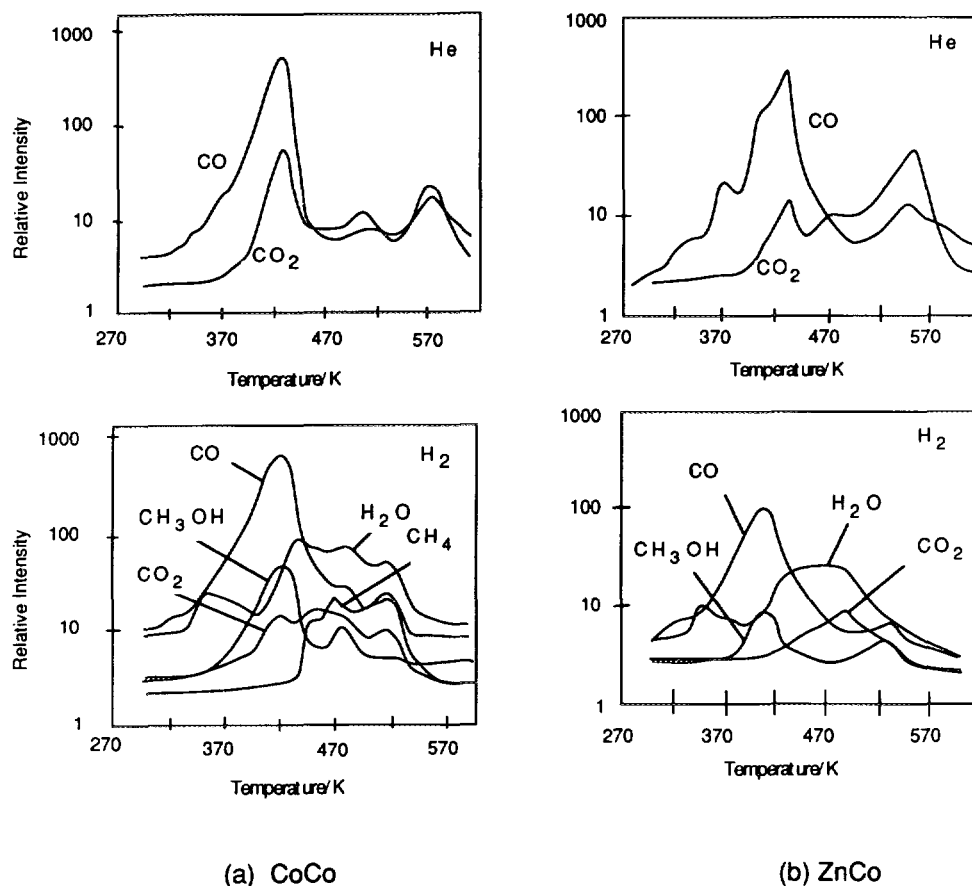 1000
He
100
CO
10
CO2
1
270
370
470
570
Relative Intensity
Temperature/ K
1000
He
100
CO
10
CO2
1
270
370
470
570
Temperature/ K
1000
H2
CO
CH3OH
H2O
CH4
100
CO2
10
1
270
370
470
570
Relative Intensity
Temperature/ K
1000
H2
CO
H2O
100
CH3OH
CO2
10
1
270
370
470
570
Temperature/ K
(a) CoCo
(b) ZnCo